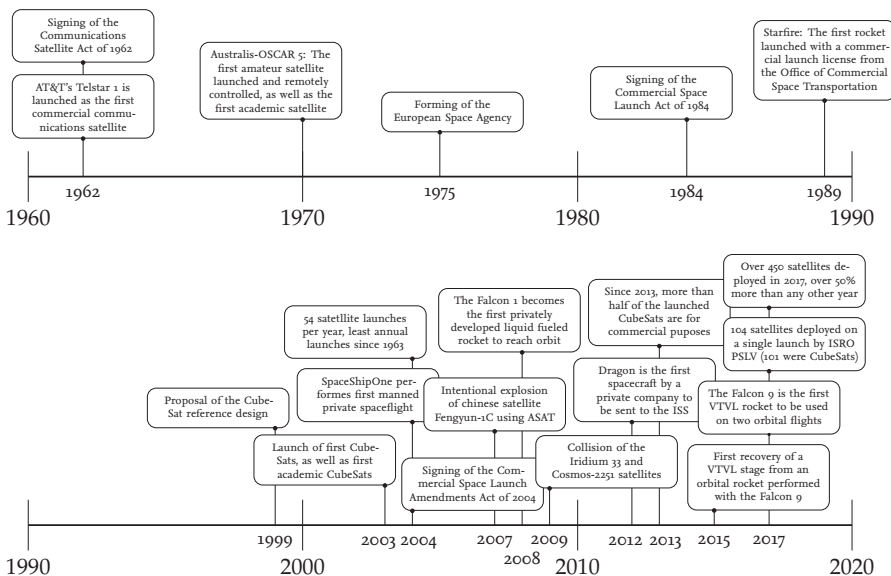 Signing of the
Communications
Satellite Act of 1962
AT&T's Telstar 1 is
launched as the first
commercial commu-
nications satellite
Australis-OSCAR 5: The
first amateur satellite
launched and remotely
controlled, as well as the
first academic satellite
Forming of the
European Space Agency
Signing of the
Commercial Space
Launch Act of 1984
Starfire: The first rocket
launched with a commer-
cial launch license from
the Office of Commercial
Space Transportation
1962
1975
1984
1989
1960
1970
1980
1990
Proposal of the Cube-
Sat reference design
Launch of first Cube-
Sats, as well as first
academic CubeSats
54 satetllite launches
per year, least annual
launches since 1963
SpaceShipOne per-
formes first manned
private spaceflight
Signing of the Com-
mercial Space Launch
Amendments Act of 2004
The Falcon 1 becomes
the first privately
developed liquid fueled
rocket to reach orbit
Intentional explosion
of chinese satellite
Fengyun-1C using ASAT
Collision of the
Iridium 33 and
Cosmos-2251 satellites
Since 2013, more than
half of the launched
CubeSats are for
commercial puposes
Dragon is the first
spacecraft by a
private company to
be sent to the ISS
Over 450 satellites de-
ployed in 2017, over 50%
more than any other year
104 satellites deployed on
a single launch by ISRO
PSLV (101 were CubeSats)
The Falcon 9 is the first
VTVL rocket to be used
on two orbital flights
First recovery of a
VTVL stage from an
orbital rocket performed
with the Falcon 9
1999
2003
2004
2007
2008
2009
2012
2013
2015
2017
1990
2000
2010
2020